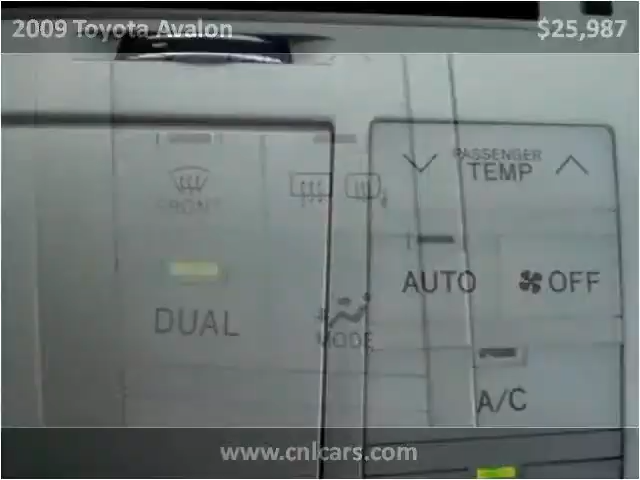 2009 Toyota Avalon $25,987
PASSENGER
TEMP
FRONT
AUTO OFF
DUAL
MODE
A/C
www.cnlcars.com